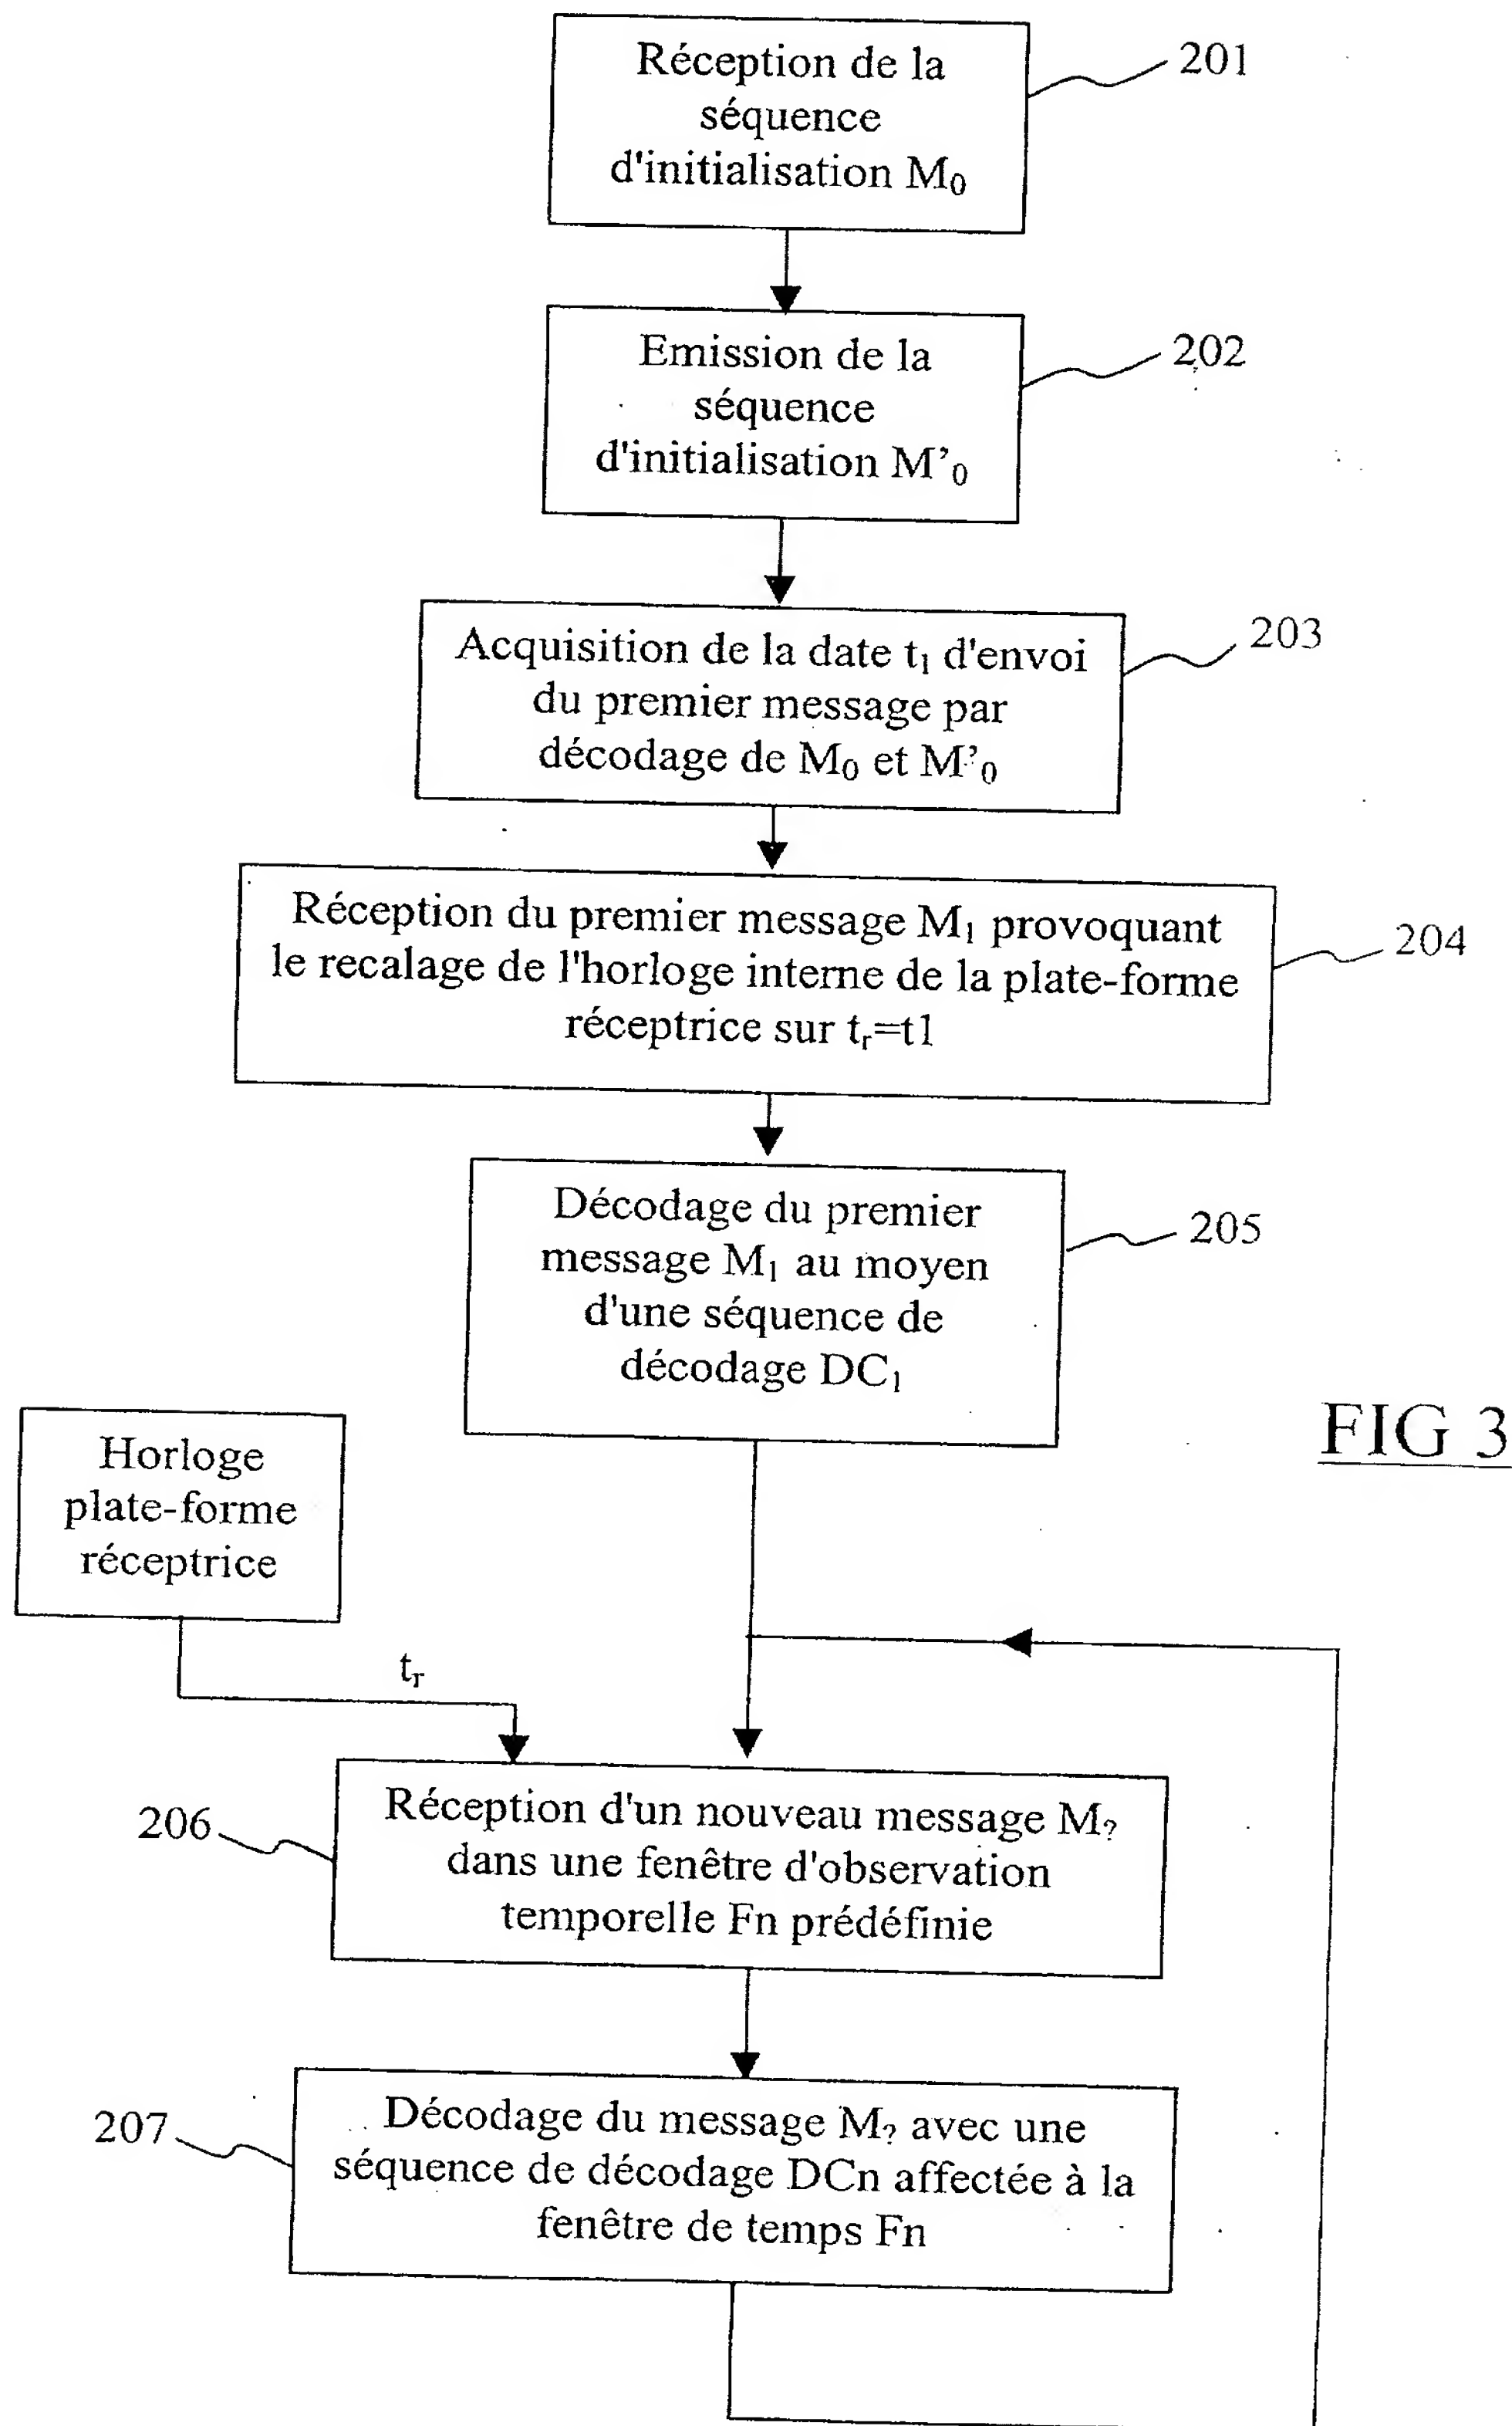 Réception de la
séquence
d'initialisation M₀
201
Emission de la
séquence
d'initialisation M’₀
202
Acquisition de la date t₁ d'envoi
du premier message par
décodage de M₀ et M’₀
203
Réception du premier message M₁ provoquant
le recalage de l'horloge interne de la plate-forme
réceptrice sur tᵣ=t1
204
Décodage du premier
message M₁ au moyen
d'une séquence de
décodage DC₁
205
FIG 3
Horloge
plate-forme
réceptrice
tᵣ
Réception d'un nouveau message M?
dans une fenêtre d'observation
temporelle Fn prédéfinie
206
Décodage du message M? avec une
séquence de décodage DCn affectée à la
fenêtre de temps Fn
207